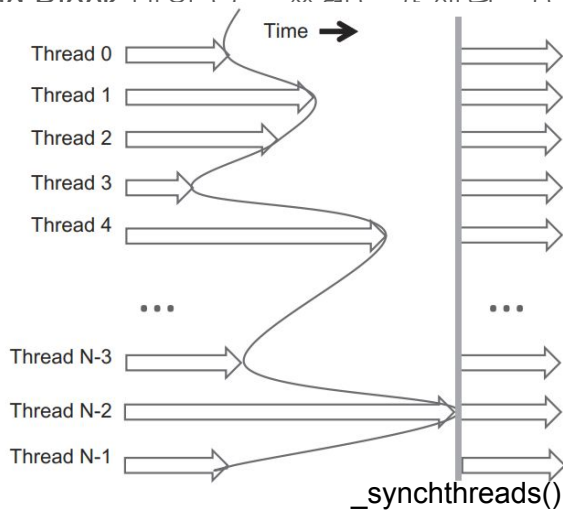 Time
Thread 0
Thread 1
Thread 2
Thread 3
Thread 4
... ...
Thread N-3
Thread N-2
Thread N-1
_synchthreads()